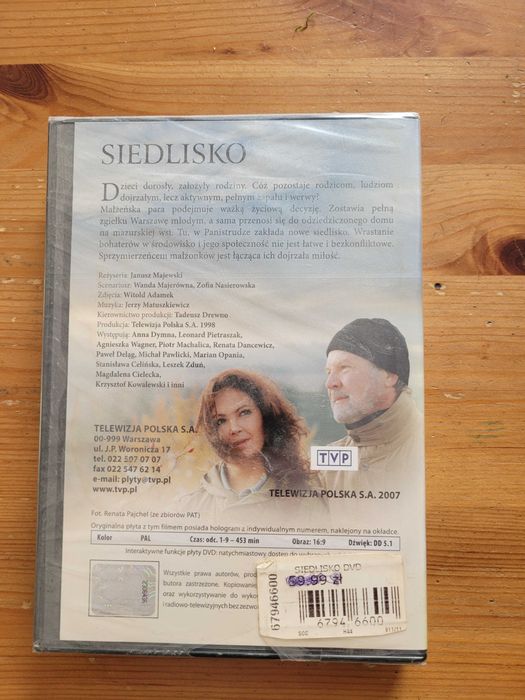 SIEDLISKO
Dzieci dorosły, założyły rodziny. Cóż pozostaje rodzicom, ludziom
dojrzałym, lecz aktywnym, pełnym zapału i werwy?
Małżeńska para podejmuje ważką życiową decyzję. Zostawia pełną
zgiełku Warszawę młodym, a sama przenosi się do odziedziczonego domu
na mazurskiej wsi. Tu, w Panistrudze zakłada nowe siedlisko. Wrastanie
bohaterów w środowisko i jego społeczność nie jest łatwe i bezkonfliktowe.
Sprzymierzeńcem małżonków jest łącząca ich dojrzała miłość.
Reżyseria: Janusz Majewski
Scenariusz: Wanda Majerówna, Zofia Nasierowska
Zdjęcia: Witold Adamek
Muzyka: Jerzy Matuszkiewicz
Kierownictwo produkcji: Tadeusz Drewno
Produkcja: Telewizja Polska S.A. 1998
Występują: Anna Dymna, Leonard Pietraszak,
Agnieszka Wagner, Piotr Machalica, Renata Dancewicz,
Paweł Deląg, Michał Pawlicki, Marian Opania,
Stanisława Celińska, Leszek Zduń,
Magdalena Cielecka,
Krzysztof Kowalewski i inni
TELEWIZJA POLSKA S.A.
00-999 Warszawa
ul. J.P. Woronicza 17
tel. 022 507 07 07
fax 022 547 62 14
e-mail: plyty@tvp.pl
www.tvp.pl
TVP
TELEWIZJA POLSKA S.A. 2007
Fot. Renata Pajchel (ze zbiorów PAT)
Oryginalna płyta z tym filmem posiada hologram z indywidualnym numerem, naklejony na okładce.
Kolor PAL Czas: odc. 1-9 – 453 min Obraz: 16:9 Dźwięk: DD 5.1
Interaktywne funkcje płyty DVD: natychmiastowy dostęp do
Wszystkie prawa autorów,
butora zastrzeżone. Kopiowanie
oraz wykorzystywanie do
i radiowo-telewizyjnych bez
SIEDLISKO DVD
59.99 zł
67946600
6794 6600
H44